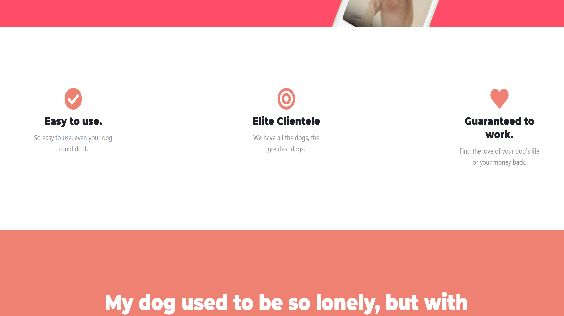 Easy to use.
So easy to use, even your dog
could do it.
Elite Clientele
We have all the dogs, the
greatest dogs.
Guaranteed to
work.
Find the love of your dog's life
or your money back.
My dog used to be so lonely, but with